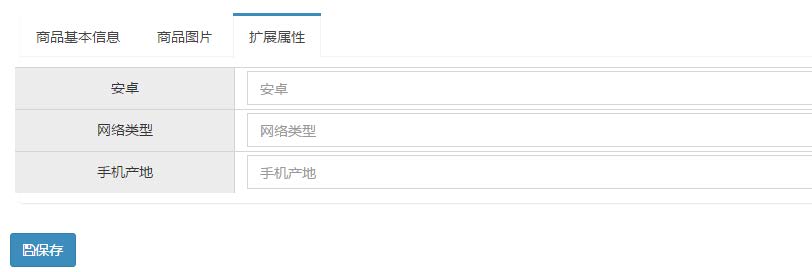 商品基本信息 商品图片 扩展属性
安卓 安卓
网络类型 网络类型
手机产地 手机产地
保存